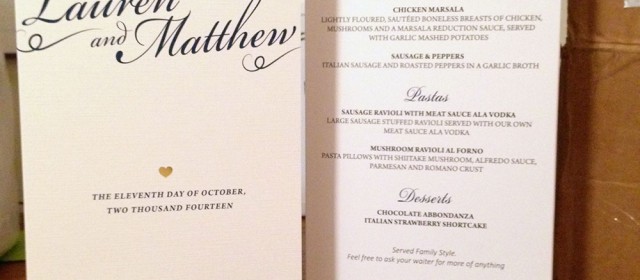 Lauren
and Matthew
THE ELEVENTH DAY OF OCTOBER,
TWO THOUSAND FOURTEEN
CHICKEN MARSALA
LIGHTLY FLOURED, SAUTÉED BONELESS BREASTS OF CHICKEN,
MUSHROOMS AND A MARSALA REDUCTION SAUCE, SERVED
WITH GARLIC MASHED POTATOES
SAUSAGE & PEPPERS
ITALIAN SAUSAGE AND ROASTED PEPPERS IN A GARLIC BROTH
Pastas
SAUSAGE RAVIOLI WITH MEAT SAUCE ALA VODKA
LARGE SAUSAGE STUFFED RAVIOLI SERVED WITH OUR OWN
MEAT SAUCE ALA VODKA
MUSHROOM RAVIOLI AL FORNO
PASTA PILLOWS WITH SHIITAKE MUSHROOM, ALFREDO SAUCE,
PARMESAN AND ROMANO CRUST
Desserts
CHOCOLATE ABBONDANZA
ITALIAN STRAWBERRY SHORTCAKE
Served Family Style.
Feel free to ask your waiter for more of anything